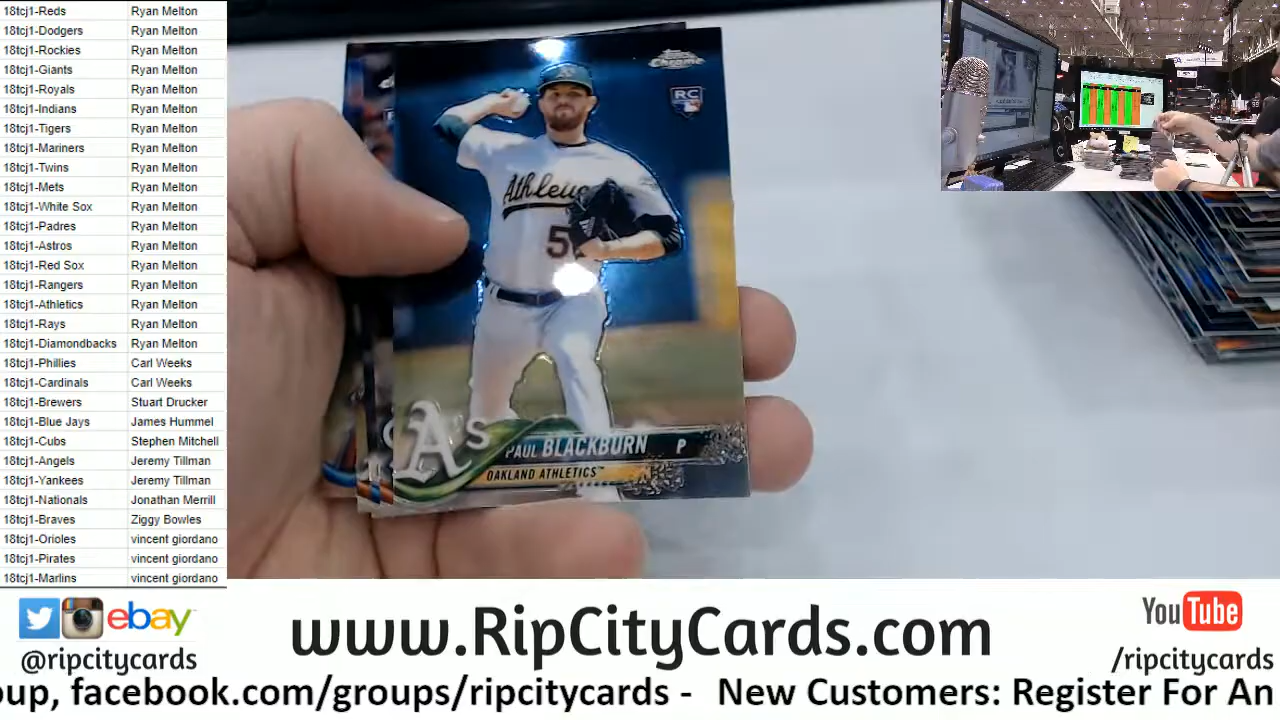 18tcj1-Reds Ryan Melton
18tcj1-Dodgers Ryan Melton
18tcj1-Rockies Ryan Melton
18tcj1-Giants Ryan Melton
18tcj1-Royals Ryan Melton
18tcj1-Indians Ryan Melton
18tcj1-Tigers Ryan Melton
18tcj1-Mariners Ryan Melton
18tcj1-Twins Ryan Melton
18tcj1-Mets Ryan Melton
18tcj1-White Sox Ryan Melton
18tcj1-Padres Ryan Melton
18tcj1-Astros Ryan Melton
18tcj1-Red Sox Ryan Melton
18tcj1-Rangers Ryan Melton
18tcj1-Athletics Ryan Melton
18tcj1-Rays Ryan Melton
18tcj1-Diamondbacks Ryan Melton
18tcj1-Phillies Carl Weeks
18tcj1-Cardinals Carl Weeks
18tcj1-Brewers Stuart Drucker
18tcj1-Blue Jays James Hummel
18tcj1-Cubs Stephen Mitchell
18tcj1-Angels Jeremy Tillman
18tcj1-Yankees Jeremy Tillman
18tcj1-Nationals Jonathan Merrill
18tcj1-Braves Ziggy Bowles
18tcj1-Orioles vincent giordano
18tcj1-Pirates vincent giordano
18tcj1-Marlins vincent giordano
Topps Chrome
RC
Athletic
5
A's
PAUL BLACKBURN P
OAKLAND ATHLETICS™
ebay
@ripcitycards
www.RipCityCards.com
YouTube
/ripcitycards
oup, facebook.com/groups/ripcitycards - New Customers: Register For An